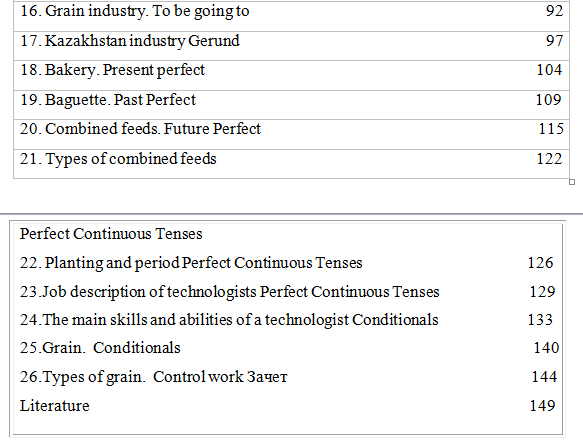 16. Grain industry. To be going to 92
17. Kazakhstan industry Gerund 97
18. Bakery. Present perfect 104
19. Baguette. Past Perfect 109
20. Combined feeds. Future Perfect 115
21. Types of combined feeds 122
Perfect Continuous Tenses
22. Planting and period Perfect Continuous Tenses 126
23.Job description of technologists Perfect Continuous Tenses 129
24.The main skills and abilities of a technologist Conditionals 133
25.Grain. Conditionals 140
26.Types of grain. Control work Зачет 144
Literature 149